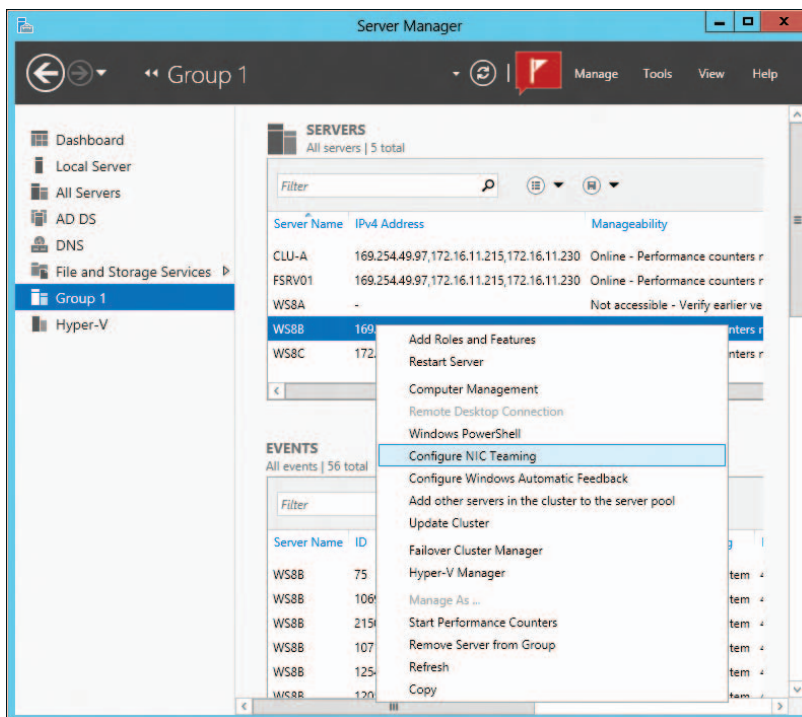 Server Manager
Group 1
Manage Tools View Help
Dashboard
Local Server
All Servers
AD DS
DNS
File and Storage Services
Group 1
Hyper-V
SERVERS
All servers | 5 total
Filter
Server Name IPv4 Address Manageability
CLU-A 169.254.49.97,172.16.11.215,172.16.11.230 Online - Performance counters r
FSRV01 169.254.49.97,172.16.11.215,172.16.11.230 Online - Performance counters r
WS8A - Not accessible - Verify earlier ve
WS8B 169. nters r
WS8C 172. nters r
Add Roles and Features
Restart Server
Computer Management
Remote Desktop Connection
Windows PowerShell
Configure NIC Teaming
Configure Windows Automatic Feedback
Add other servers in the cluster to the server pool
Update Cluster
Failover Cluster Manager
Hyper-V Manager
Manage As ...
Start Performance Counters
Remove Server from Group
Refresh
Copy
EVENTS
All events | 56 total
Filter
Server Name ID
WS8B 75 tem
WS8B 106 tem
WS8B 215 tem
WS8B 107 tem
WS8B 125 tem
WS8B 120 tem